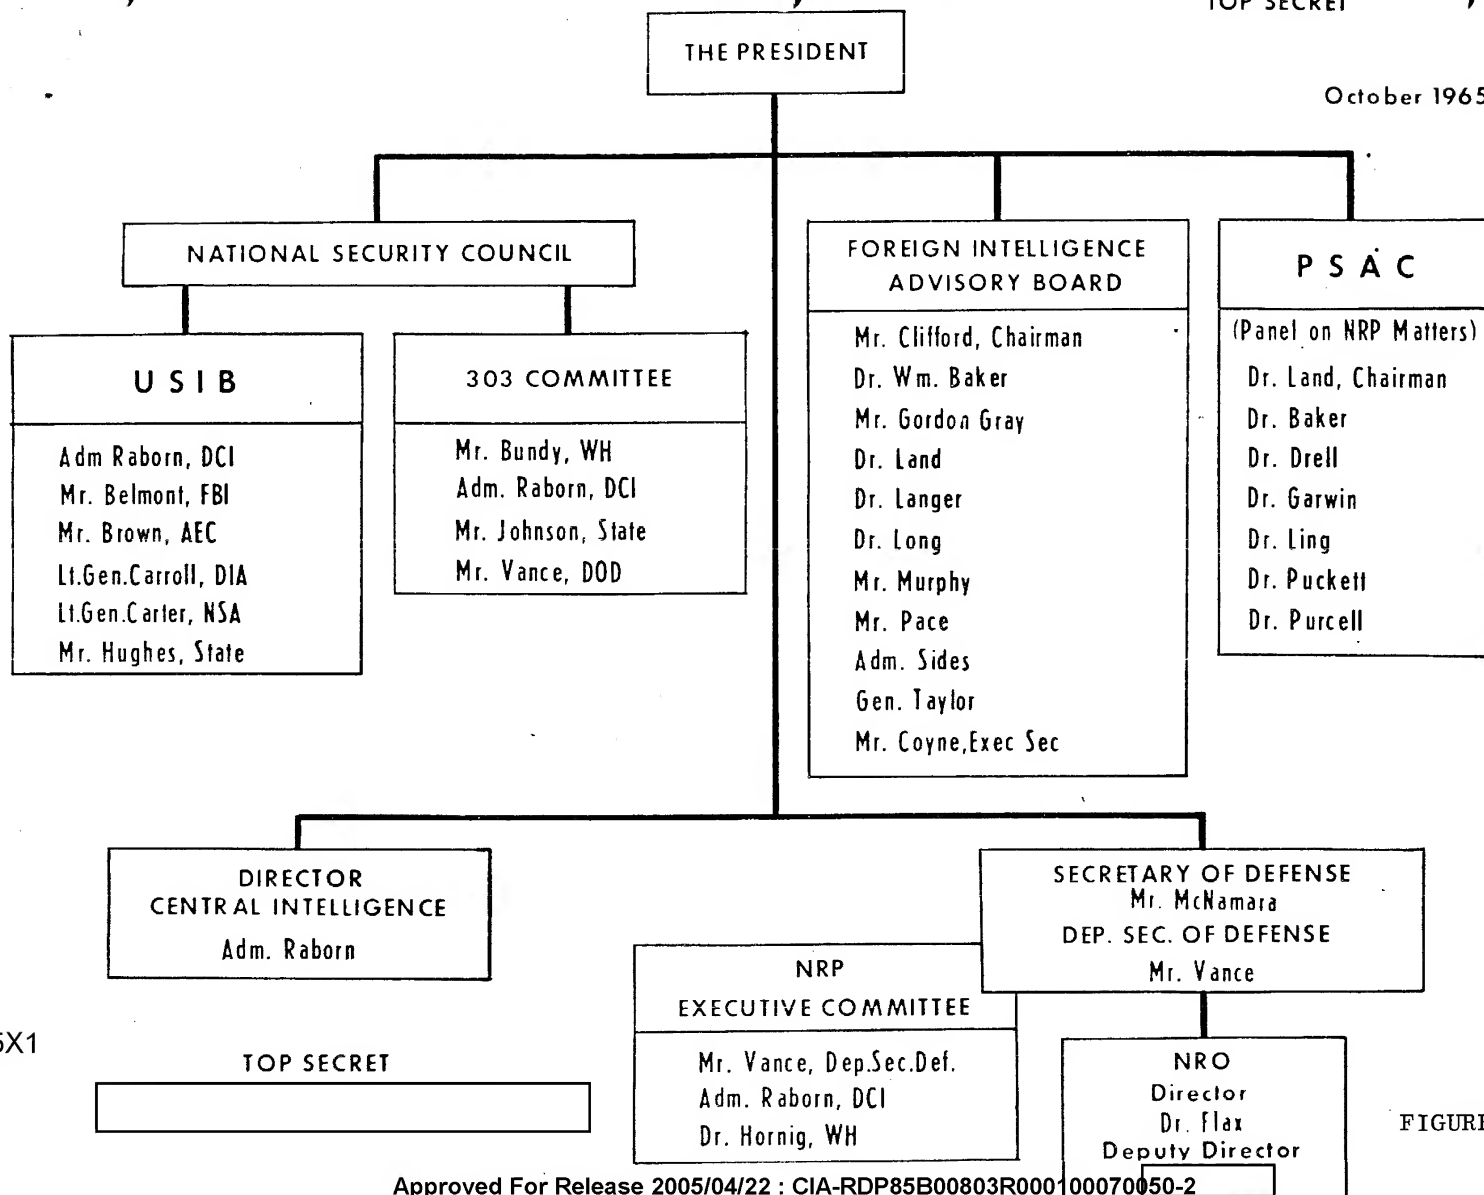 TOP SECRET
THE PRESIDENT
October 1965
NATIONAL SECURITY COUNCIL
USIB
Adm Raborn, DCI
Mr. Belmont, FBI
Mr. Brown, AEC
Lt.Gen.Carroll, DIA
Lt.Gen.Carter, NSA
Mr. Hughes, State
303 COMMITTEE
Mr. Bundy, WH
Adm. Raborn, DCI
Mr. Johnson, State
Mr. Vance, DOD
FOREIGN INTELLIGENCE
ADVISORY BOARD
Mr. Clifford, Chairman
Dr. Wm. Baker
Mr. Gordon Gray
Dr. Land
Dr. Langer
Dr. Long
Mr. Murphy
Mr. Pace
Adm. Sides
Gen. Taylor
Mr. Coyne,Exec Sec
PSAC
(Panel on NRP Matters)
Dr. Land, Chairman
Dr. Baker
Dr. Drell
Dr. Garwin
Dr. Ling
Dr. Puckett
Dr. Purcell
DIRECTOR
CENTRAL INTELLIGENCE
Adm. Raborn
SECRETARY OF DEFENSE
Mr. McNamara
DEP. SEC. OF DEFENSE
Mr. Vance
NRP
EXECUTIVE COMMITTEE
Mr. Vance, Dep.Sec.Def.
Adm. Raborn, DCI
Dr. Hornig, WH
NRO
Director
Dr. Flax
Deputy Director
5X1
TOP SECRET
FIGURE
Approved For Release 2005/04/22 : CIA-RDP85B00803R000100070050-2